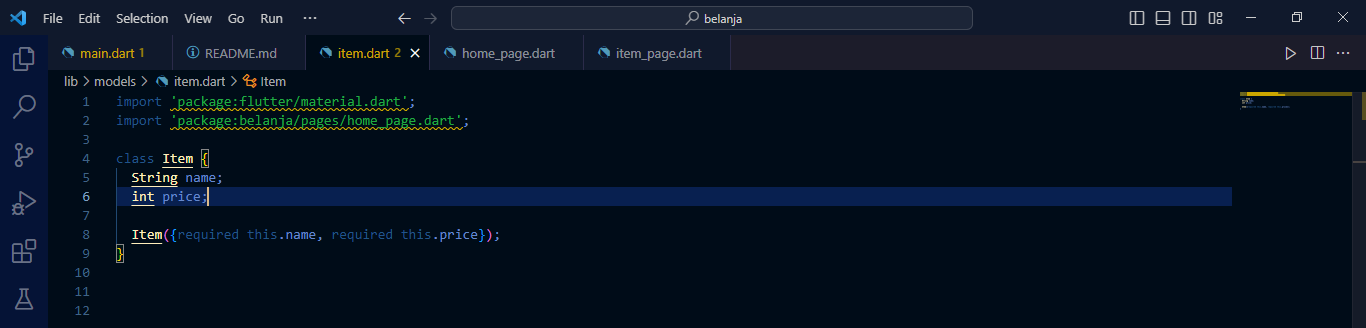 File Edit Selection View Go Run ··· belanja
main.dart 1 README.md item.dart 2 home_page.dart item_page.dart
lib > models > item.dart > Item
1 import 'package:flutter/material.dart';
2 import 'package:belanja/pages/home_page.dart';
3
4 class Item {
5 String name;
6 int price;
7
8 Item({required this.name, required this.price});
9 }
10
11
12